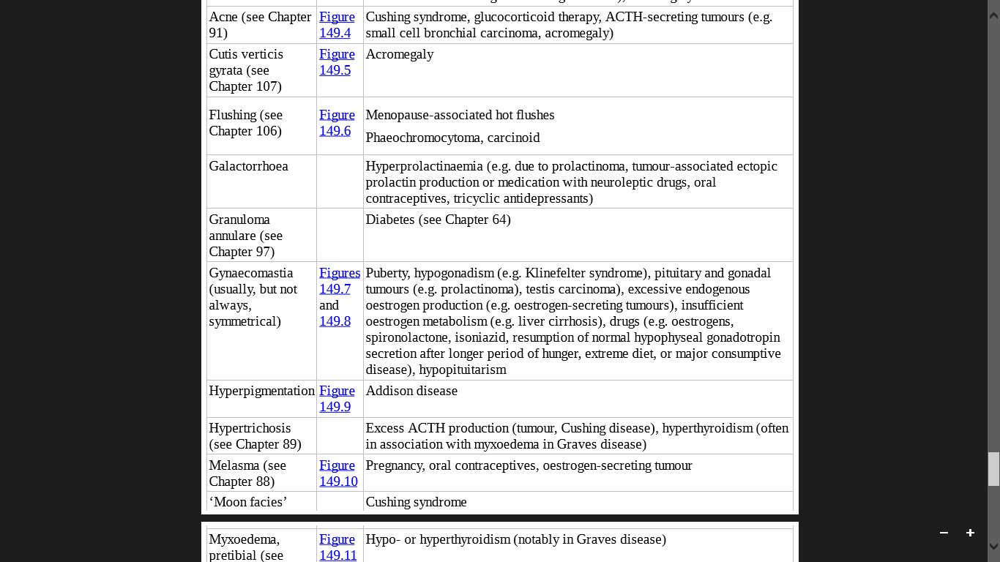 Acne (see Chapter 91)
Figure 149.4
Cushing syndrome, glucocorticoid therapy, ACTH-secreting tumours (e.g.
small cell bronchial carcinoma, acromegaly)
Cutis verticis
gyrata (see
Chapter 107)
Figure
149.5
Acromegaly
Flushing (see
Chapter 106)
Figure
149.6
Menopause-associated hot flushes
Phaeochromocytoma, carcinoid
Galactorrhoea
Hyperprolactinaemia (e.g. due to prolactinoma, tumour-associated ectopic
prolactin production or medication with neuroleptic drugs, oral
contraceptives, tricyclic antidepressants)
Granuloma
annulare (see
Chapter 97)
Diabetes (see Chapter 64)
Gynaecomastia
(usually, but not
always,
symmetrical)
Figures
149.7
and
149.8
Puberty, hypogonadism (e.g. Klinefelter syndrome), pituitary and gonadal
tumours (e.g. prolactinoma), testis carcinoma), excessive endogenous
oestrogen production (e.g. oestrogen-secreting tumours), insufficient
oestrogen metabolism (e.g. liver cirrhosis), drugs (e.g. oestrogens,
spironolactone, isoniazid, resumption of normal hypophyseal gonadotropin
secretion after longer period of hunger, extreme diet, or major consumptive
disease), hypopituitarism
Hyperpigmentation
Figure
149.9
Addison disease
Hypertrichosis
(see Chapter 89)
Excess ACTH production (tumour, Cushing disease), hyperthyroidism (often
in association with myxoedema in Graves disease)
Melasma (see
Chapter 88)
Figure
149.10
Pregnancy, oral contraceptives, oestrogen-secreting tumour
‘Moon facies’
Cushing syndrome
Myxoedema,
pretibial (see
Figure
149.11
Hypo- or hyperthyroidism (notably in Graves disease)